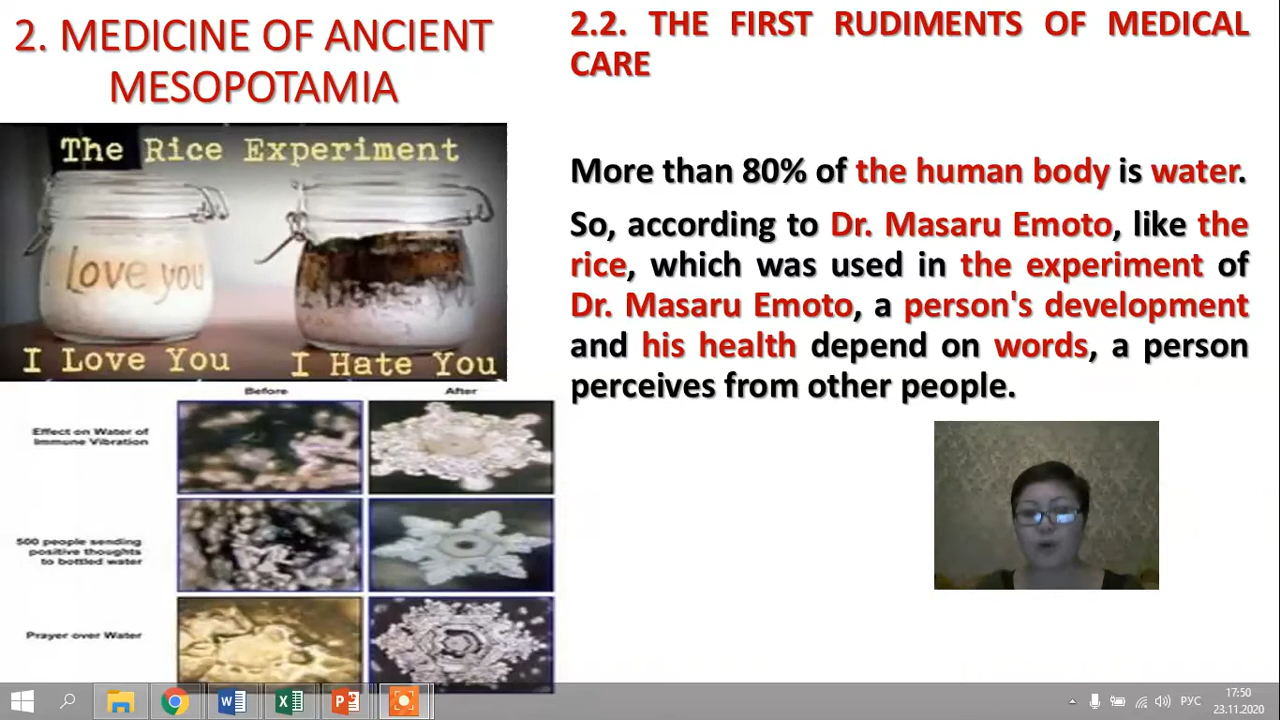 2. MEDICINE OF ANCIENT
MESOPOTAMIA
The Rice Experiment
Love you
I Love You
I Hate You
Before
After
Effect on Water of
Immune Vibration
500 people sending
positive thoughts
to bottled water
Prayer over Water
2.2. THE FIRST RUDIMENTS OF MEDICAL
CARE
More than 80% of the human body is water.
So, according to Dr. Masaru Emoto, like the
rice, which was used in the experiment of
Dr. Masaru Emoto, a person's development
and his health depend on words, a person
perceives from other people.
РУС
17:50
23.11.2020